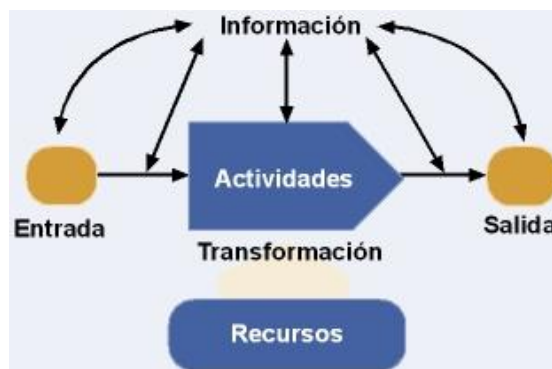 Información
Actividades
Entrada
Salida
Transformación
Recursos